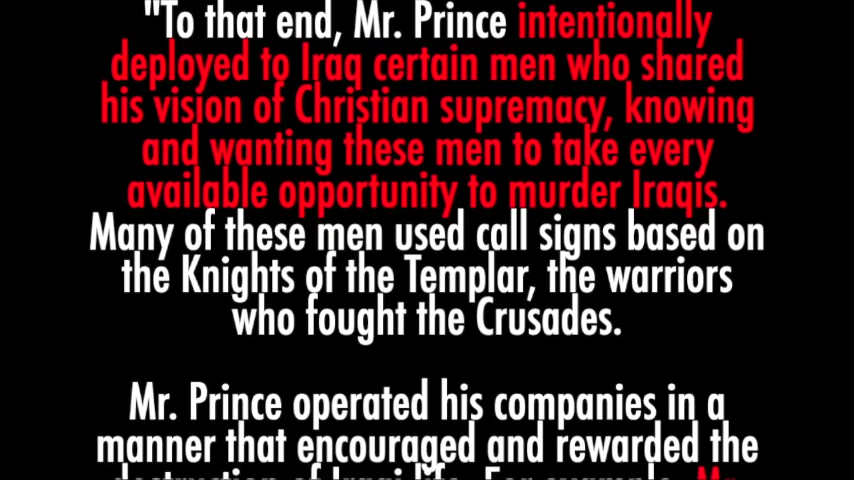 "To that end, Mr. Prince intentionally
deployed to Iraq certain men who shared
his vision of Christian supremacy, knowing
and wanting these men to take every
available opportunity to murder Iraqis.
Many of these men used call signs based on
the Knights of the Templar, the warriors
who fought the Crusades.
Mr. Prince operated his companies in a
manner that encouraged and rewarded the
destruction of Iraqi life. For example, Mr.